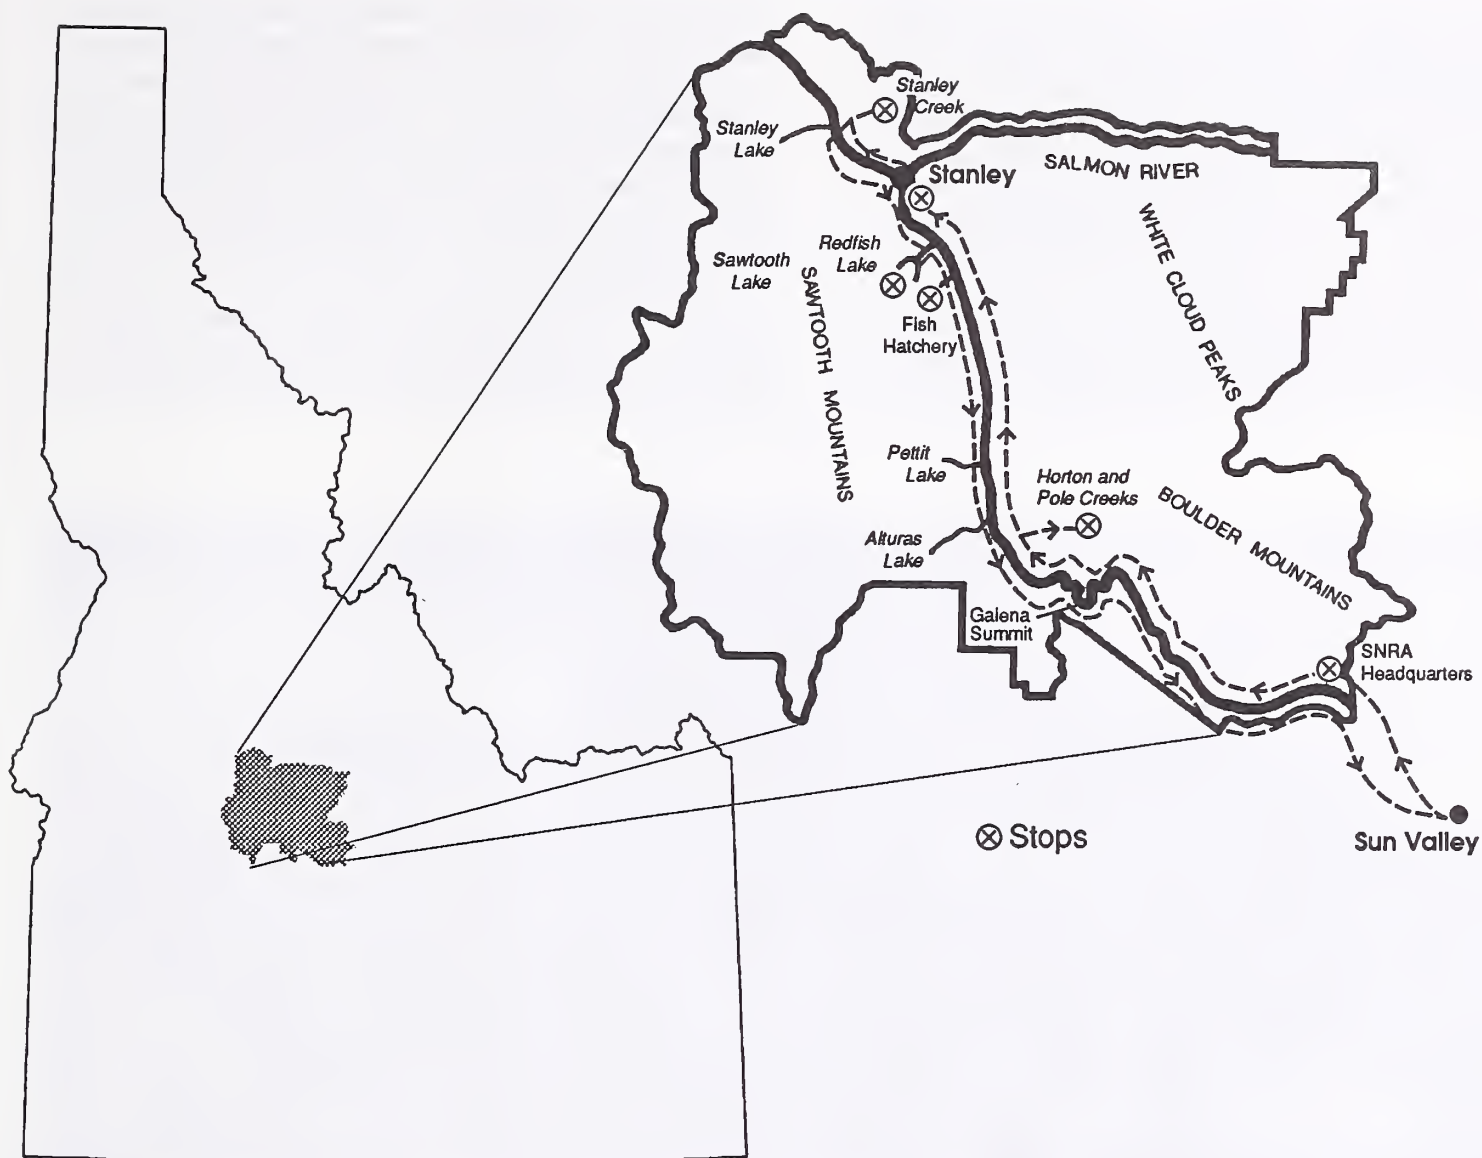 Stanley
Creek
Stanley
Lake
Stanley
SALMON RIVER
WHITE CLOUD PEAKS
Redfish
Lake
Sawtooth
Lake
SAWTOOTH MOUNTAINS
Fish
Hatchery
Pettit
Lake
Horton and
Pole Creeks
BOULDER MOUNTAINS
Alturas
Lake
Galena
Summit
SNRA
Headquarters
Stops
Sun Valley